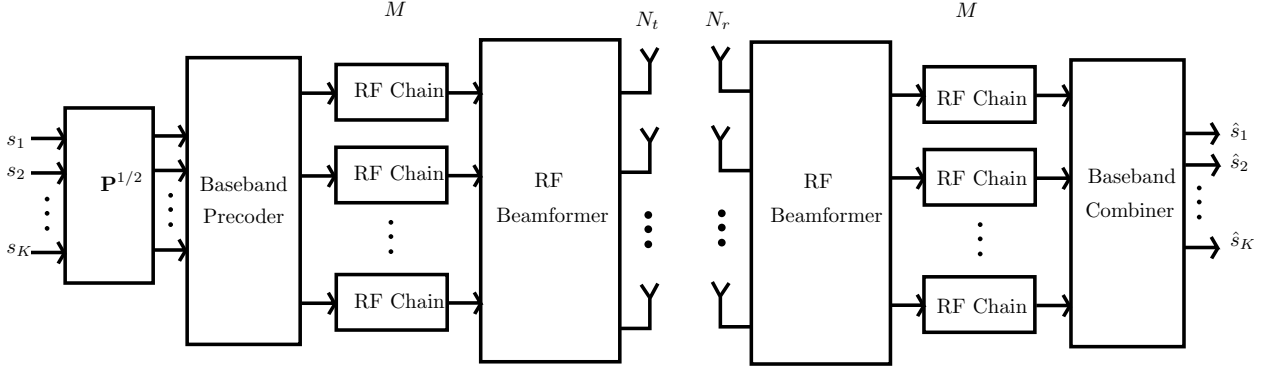 M
M
N_t
N_r
RF Chain
RF Chain
s_1
s_2
s_K
P^{1/2}
Baseband
Precoder
RF Chain
RF Chain
RF
Beamformer
RF
Beamformer
RF Chain
RF Chain
Baseband
Combiner
ŝ_1
ŝ_2
ŝ_K